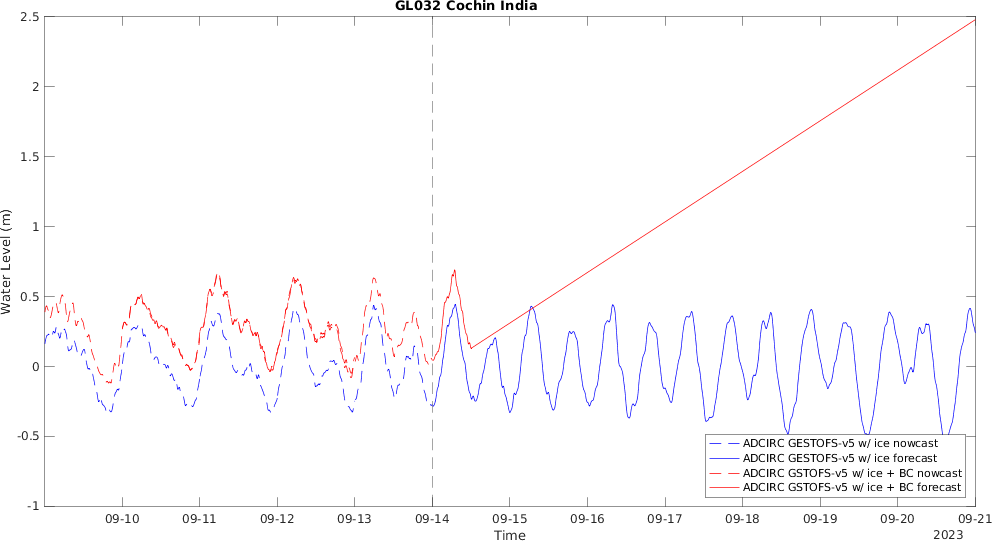 GL032 Cochin India
2.5
2
1.5
1
0.5
0
-0.5
-1
Water Level (m)
ADCIRC GESTOFS-v5 w/ ice nowcast
ADCIRC GESTOFS-v5 w/ ice forecast
ADCIRC GSTOFS-v5 w/ ice + BC nowcast
ADCIRC GSTOFS-v5 w/ ice + BC forecast
09-10 09-11 09-12 09-13 09-14 09-15 09-16 09-17 09-18 09-19 09-20 09-21
Time
2023